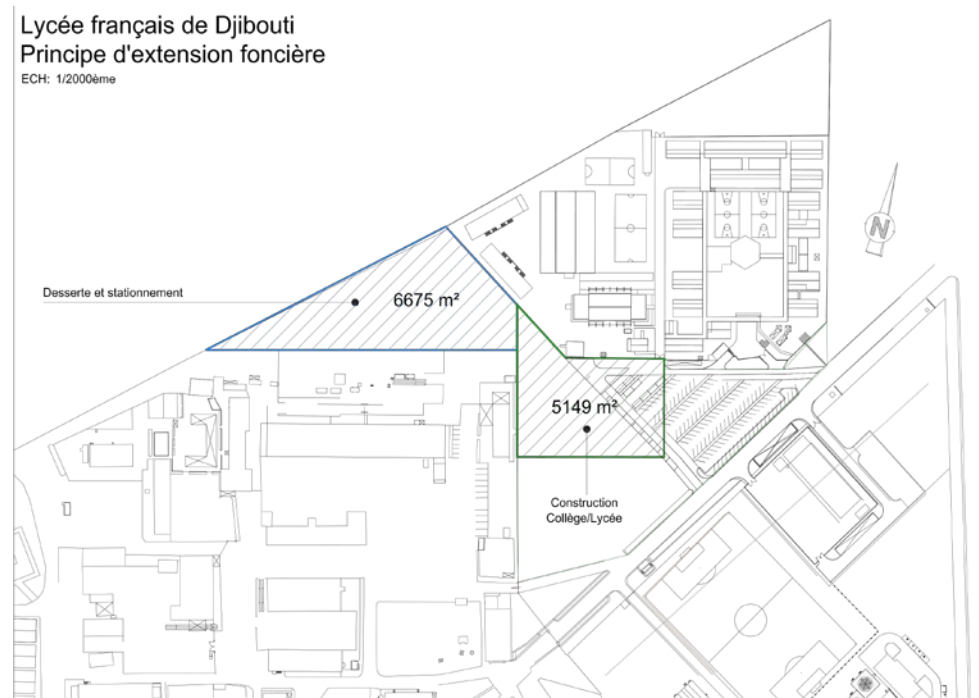 Lycée français de Djibouti
Principe d'extension foncière
ECH: 1/2000ème
N
Desserte et stationnement
6675 m²
5149 m²
Construction
Collège/Lycée